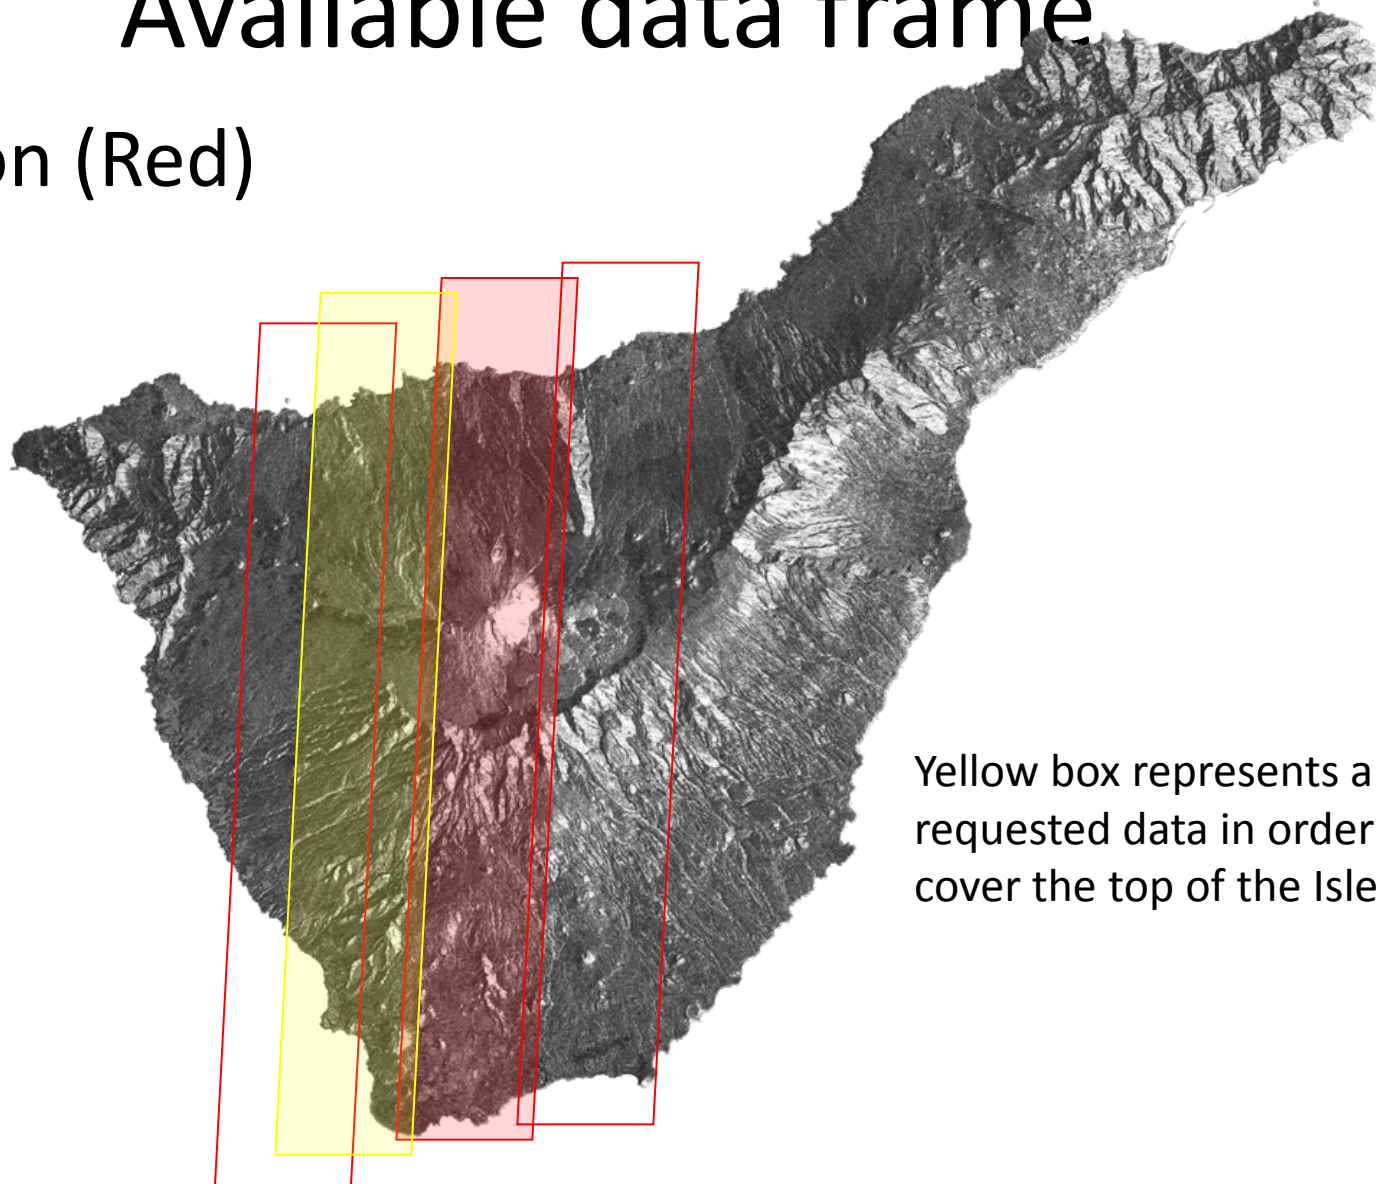 Available data frame
on (Red)
Yellow box represents a
requested data in order
cover the top of the Isle